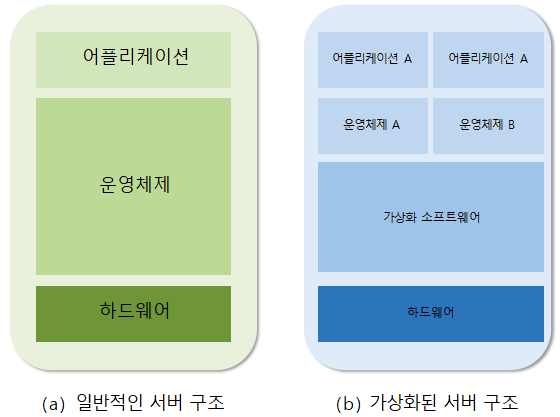 어플리케이션
운영체제
하드웨어
(a) 일반적인 서버 구조
어플리케이션 A
어플리케이션 A
운영체제 A
운영체제 B
가상화 소프트웨어
하드웨어
(b) 가상화된 서버 구조